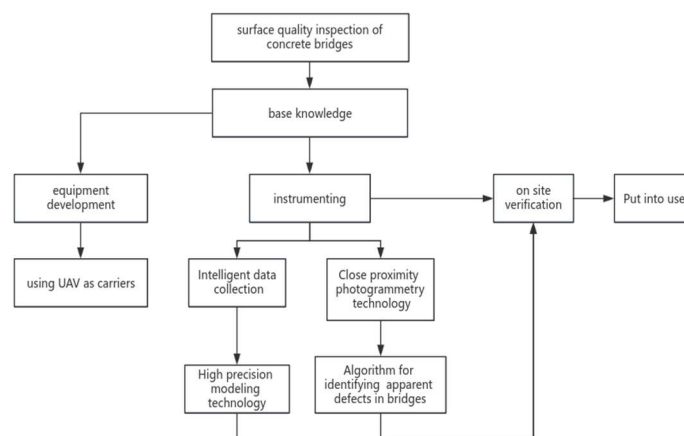 surface quality inspection of
concrete bridges
base knowledge
equipment
development
instrumenting
on site
verification
Put into use
using UAV as carriers
Intelligent data
collection
Close proximity
photogrammetry
technology
High precision
modeling
technology
Algorithm for
identifying apparent
defects in bridges